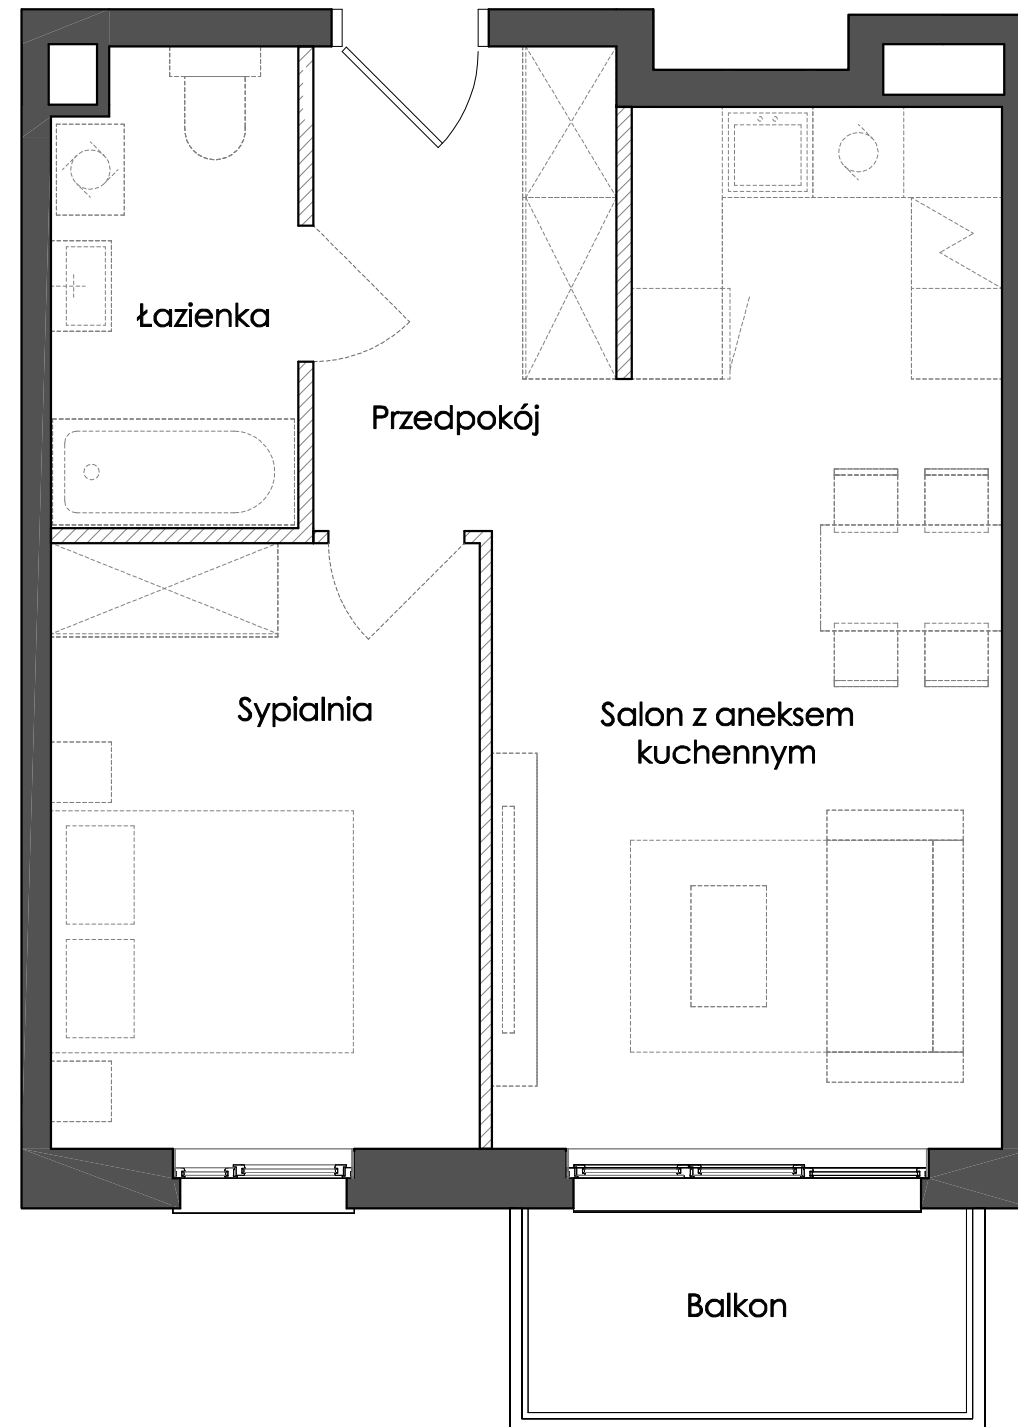 Łazienka
Przedpokój
Sypialnia
Salon z aneksem
kuchennym
Balkon